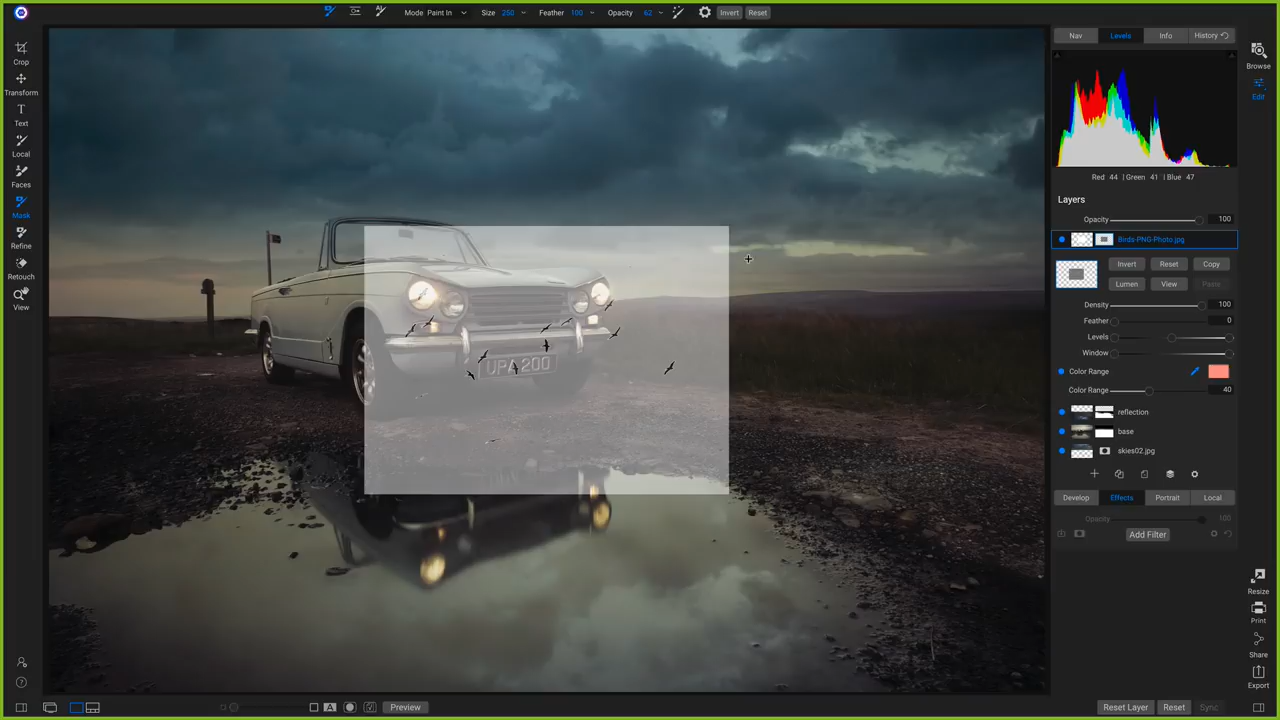 Mode Paint In Size 250 Feather 100 Opacity 62 Invert Reset
Nav Levels Info History
Crop
Transform
Text
Local
Faces
Mask
Refine
Retouch
View
Browse
Edit
Red 44 | Green 41 | Blue 47
Layers
Opacity 100
Birds-PNG-Photo.jpg
Invert Reset Copy
Lumen View Paste
Density 100
Feather 0
Levels
Window
Color Range
Color Range 40
reflection
base
skies02.jpg
Develop Effects Portrait Local
Opacity 100
Add Filter
UPA 200
Resize
Print
Share
Export
A Preview
Reset Layer Reset Sync